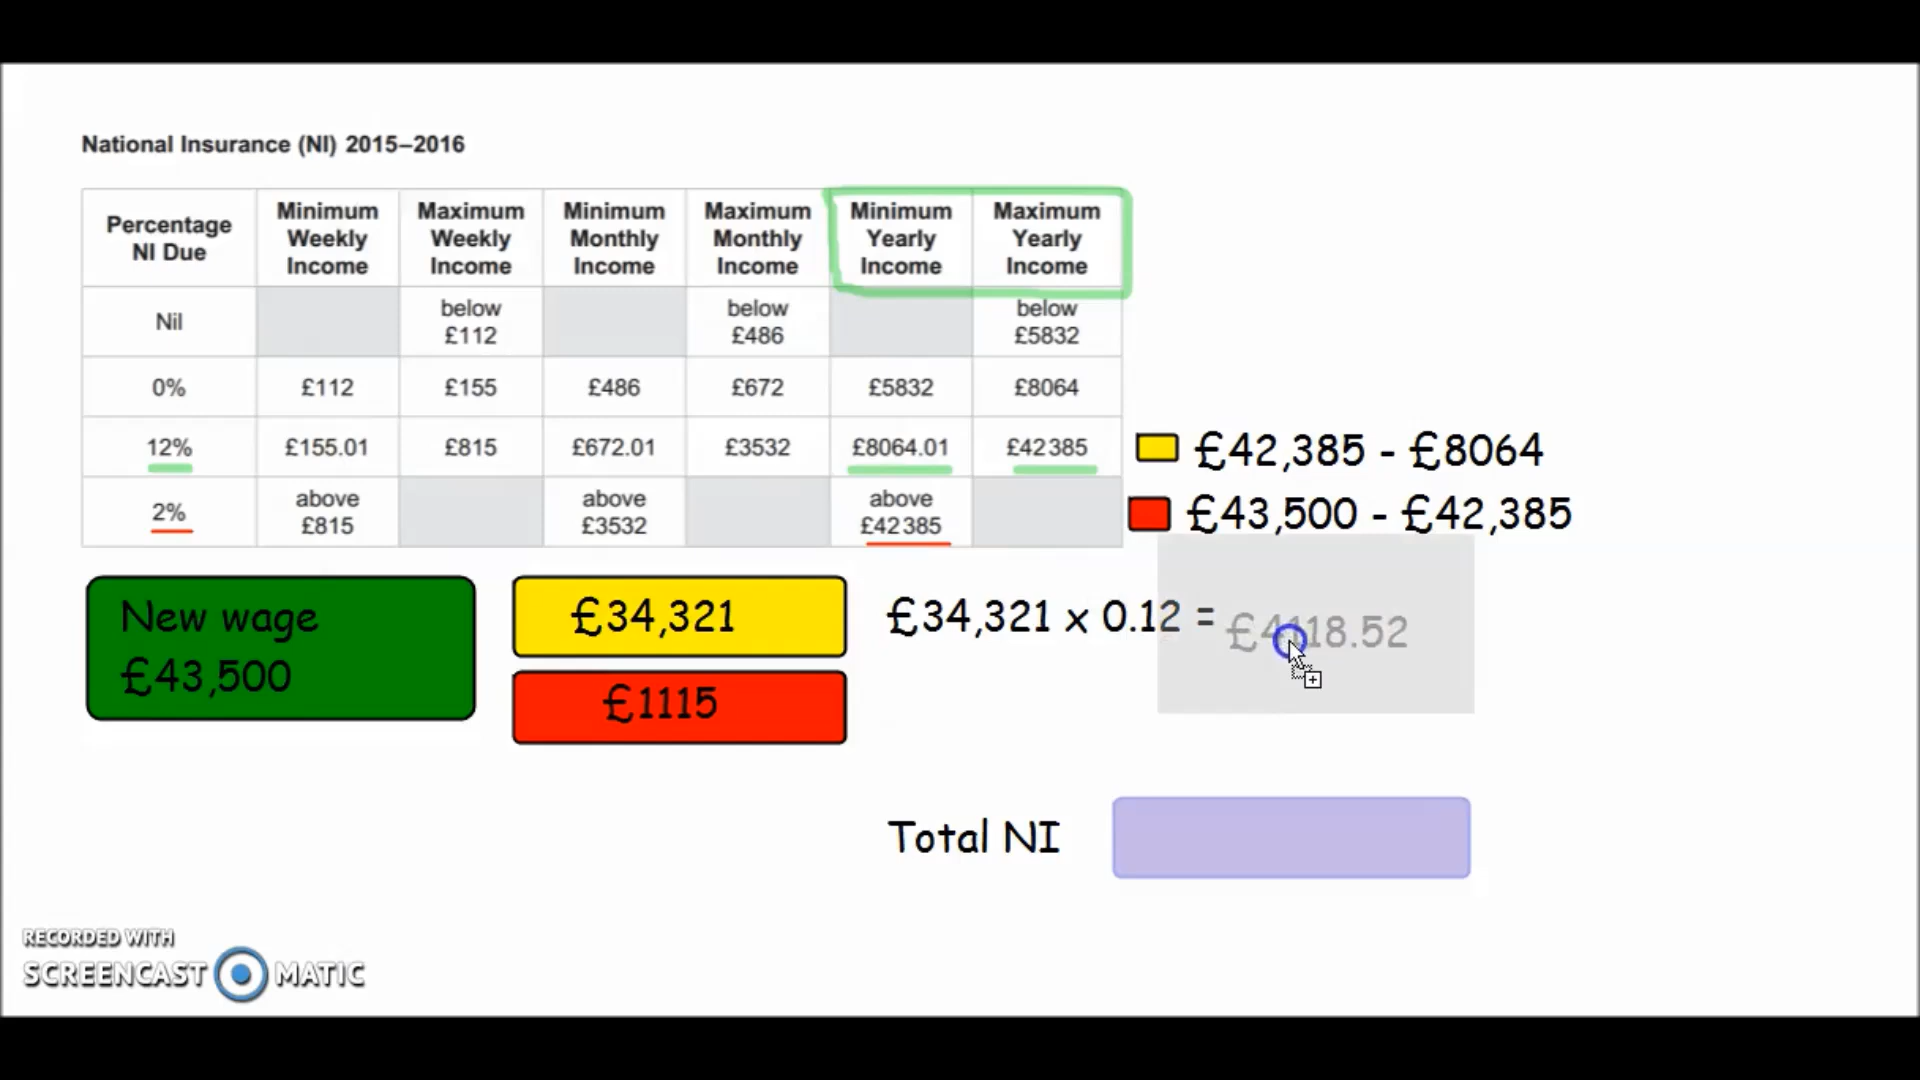 National Insurance (NI) 2015–2016
Percentage NI Due
Minimum Weekly Income
Maximum Weekly Income
Minimum Monthly Income
Maximum Monthly Income
Minimum Yearly Income
Maximum Yearly Income
Nil
below £112
below £486
below £5832
0%
£112
£155
£486
£672
£5832
£8064
12%
£155.01
£815
£672.01
£3532
£8064.01
£42385
£42,385 - £8064
2%
above £815
above £3532
above £42385
£43,500 - £42,385
New wage
£43,500
£34,321
£1115
£34,321 x 0.12 = £4118.52
Total NI
RECORDED WITH
SCREENCAST MATIC